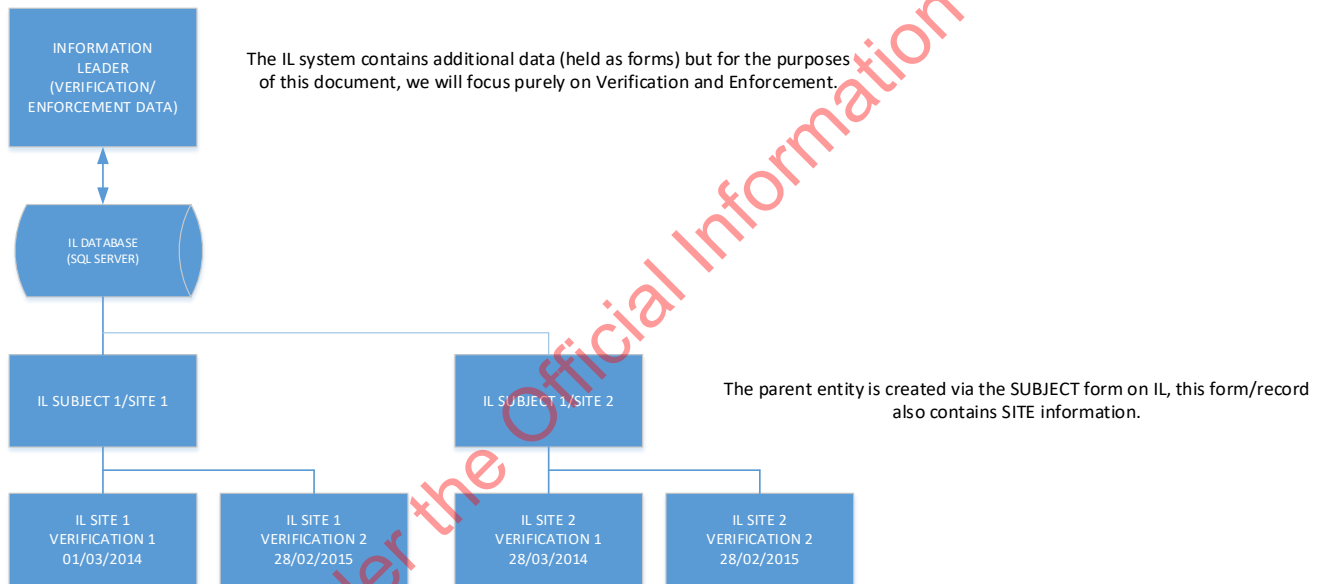 INFORMATION
LEADER
(VERIFICATION/
ENFORCEMENT DATA)
The IL system contains additional data (held as forms) but for the purposes
of this document, we will focus purely on Verification and Enforcement.
IL DATABASE
(SQL SERVER)
IL SUBJECT 1/SITE 1
IL SUBJECT 1/SITE 2
The parent entity is created via the SUBJECT form on IL, this form/record
also contains SITE information.
IL SITE 1
VERIFICATION 1
01/03/2014
IL SITE 1
VERIFICATION 2
28/02/2015
IL SITE 2
VERIFICATION 1
28/03/2014
IL SITE 2
VERIFICATION 2
28/02/2015
the Official Information